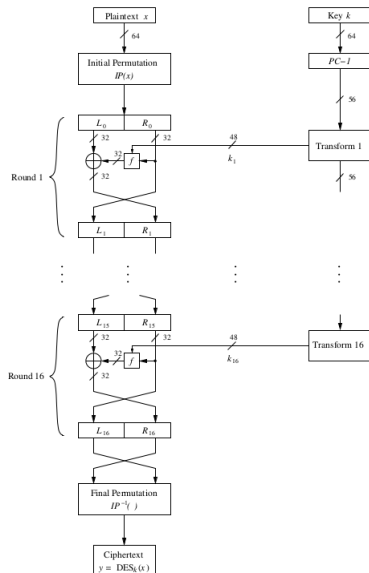 Plaintext x
Key k
64
64
Initial Permutation
IP(x)
PC−1
56
L0 R0
32 32
48
Transform 1
32
f
k1
32
56
Round 1
L1 R1
L15 R15
32 32
48
Transform 16
32
f
k16
32
Round 16
L16 R16
Final Permutation
IP−1( )
Ciphertext
y = DESk(x)